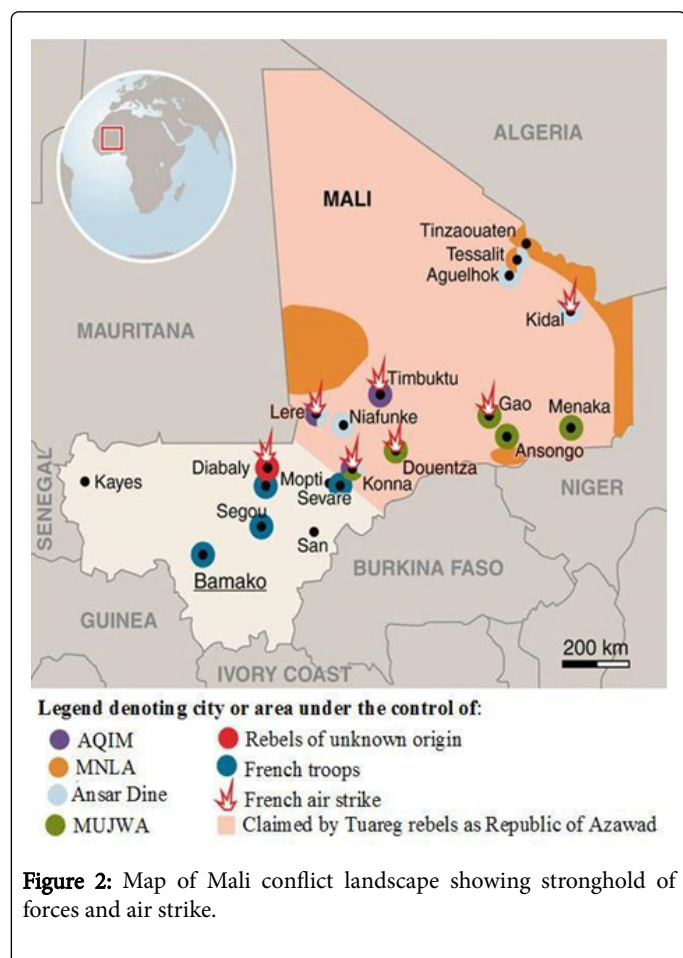 ALGERIA
MALI
Tinzaouaten
Tessalit
Aguelhok
Kidal
MAURITANA
Timbuktu
Lere
Niafunke
Gao
Menaka
Ansongo
Diabaly
Mopti
Konna
Douentza
Sevare
Kayes
Segou
San
NIGER
SENEGAL
Bamako
BURKINA FASO
GUINEA
IVORY COAST
200 km
Legend denoting city or area under the control of:
AQIM
MNLA
Ansar Dine
MUJWA
Rebels of unknown origin
French troops
French air strike
Claimed by Tuareg rebels as Republic of Azawad
Figure 2: Map of Mali conflict landscape showing stronghold of
forces and air strike.